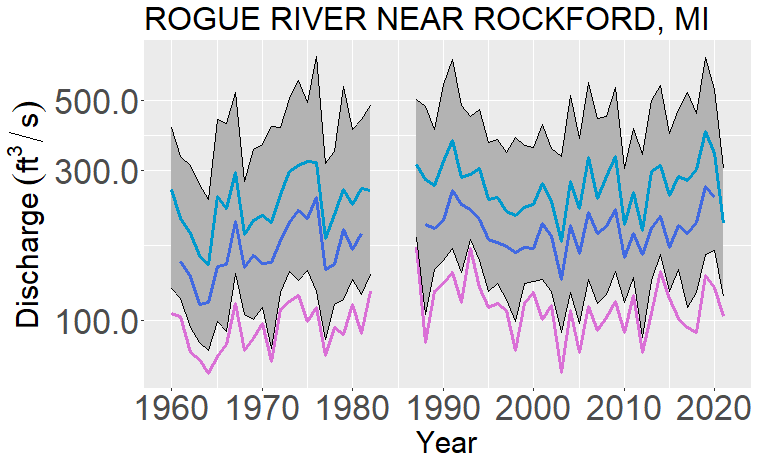 ROGUE RIVER NEAR ROCKFORD, MI
Discharge (ft³/s)
500.0
300.0
100.0
1960 1970 1980 1990 2000 2010 2020
Year